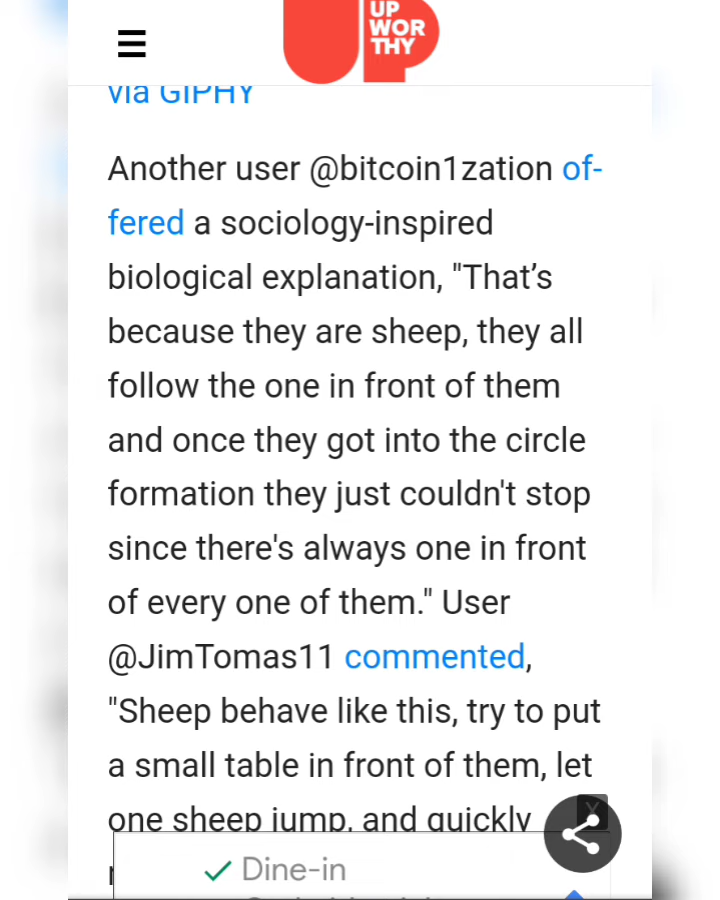 UP
WOR
THY
via GIPHY
Another user @bitcoin1zation of-
fered a sociology-inspired
biological explanation, "That’s
because they are sheep, they all
follow the one in front of them
and once they got into the circle
formation they just couldn't stop
since there's always one in front
of every one of them." User
@JimTomas11 commented,
"Sheep behave like this, try to put
a small table in front of them, let
one sheep jump, and quickly
X
Dine-in